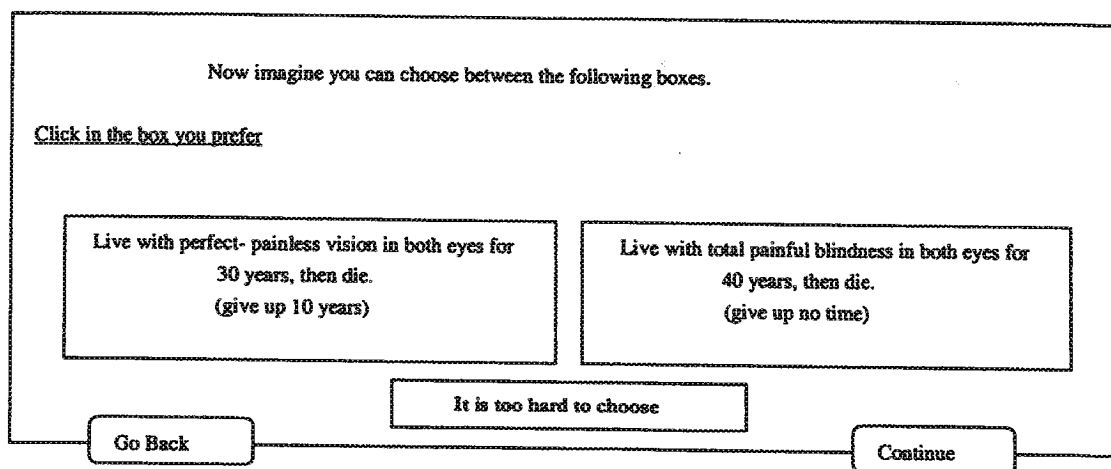 Now imagine you can choose between the following boxes.
Click in the box you prefer
Live with perfect- painless vision in both eyes for
30 years, then die.
(give up 10 years)
Live with total painful blindness in both eyes for
40 years, then die.
(give up no time)
It is too hard to choose
Go Back
Continue